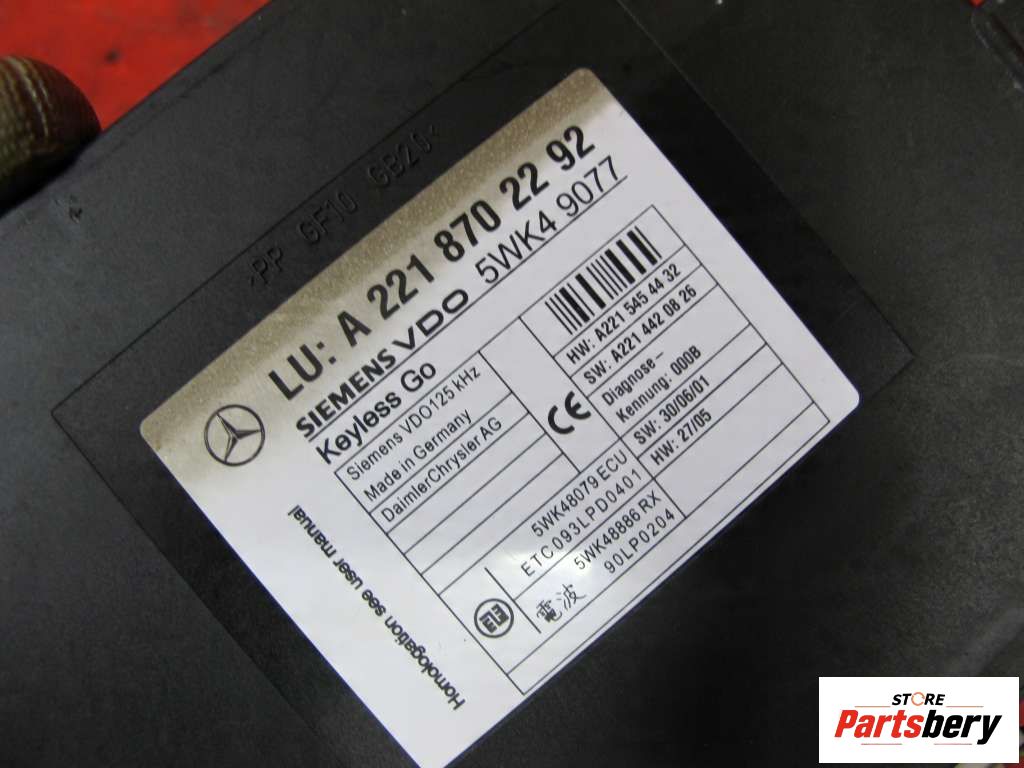 >PP GF10 GB20<
LU: A 221 870 22 92
SIEMENS VDO 5WK4 9077
Keyless Go
Siemens VDO125 kHz
Made in Germany
DaimlerChrysler AG
HW: A221 545 44 32
SW: A221 442 08 26
Diagnose–
Kennung: 000B
SW: 30/06/01
HW: 27/05
CE
5WK48079 ECU
ETC093LPD0401
5WK48886 RX
90LP0204
電波
Homologation see user manual
STORE
Partsbery